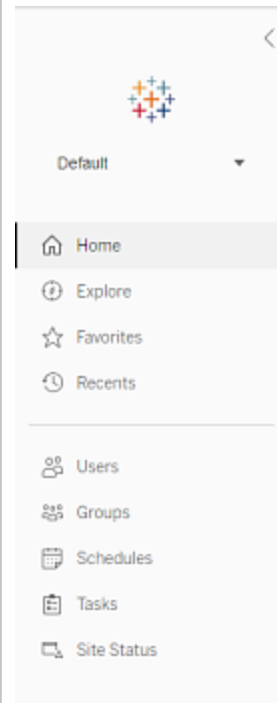 Default
Home
Explore
Favorites
Recents
Users
Groups
Schedules
Tasks
Site Status